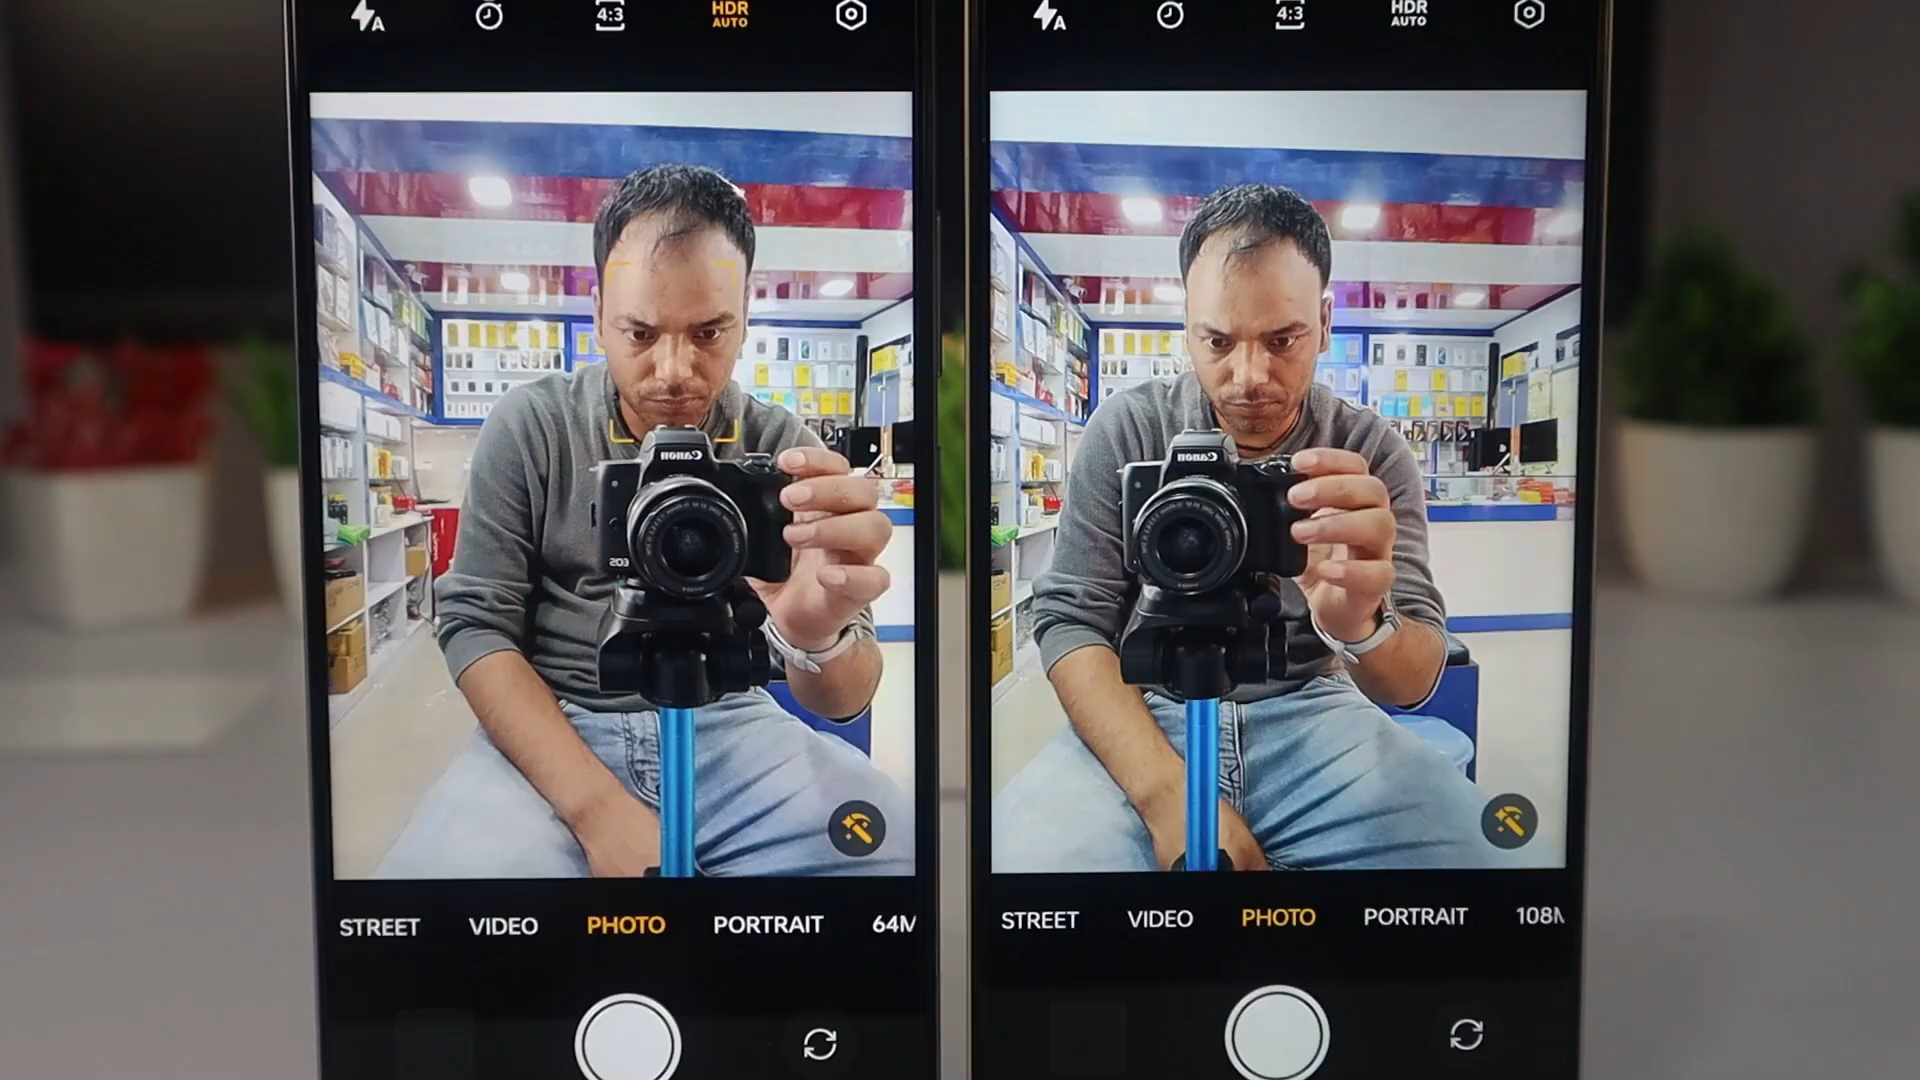 A
4:3
HDR
AUTO
A
4:3
HDR
AUTO
Canon
EOS
Canon
STREET VIDEO PHOTO PORTRAIT 64M
STREET VIDEO PHOTO PORTRAIT 108M